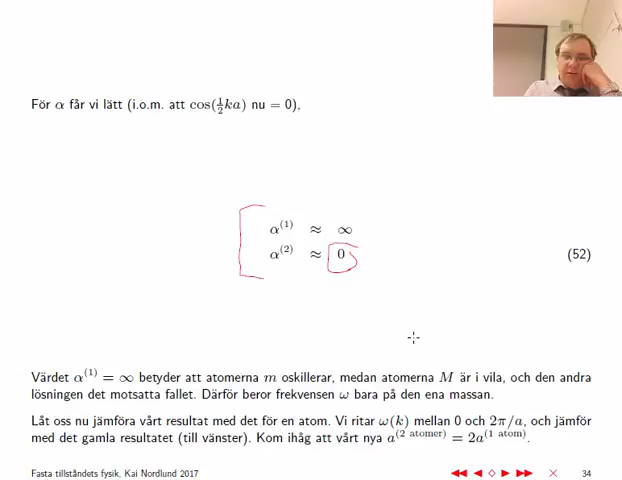 För α får vi lätt (i.o.m. att cos(½ka) nu = 0),
α⁽¹⁾ ≈ ∞
α⁽²⁾ ≈ 0 (52)
Värdet α⁽¹⁾ = ∞ betyder att atomerna m oskillerar, medan atomerna M är i vila, och den andra
lösningen det motsatta fallet. Därför beror frekvensen ω bara på den ena massan.
Låt oss nu jämföra vårt resultat med det för en atom. Vi ritar ω(k) mellan 0 och 2π/a, och jämför
med det gamla resultatet (till vänster). Kom ihåg att vårt nya a⁽² ᵃᵗᵒᵐᵉʳ⁾ = 2a⁽¹ ᵃᵗᵒᵐ⁾.
Fasta tillståndets fysik, Kai Nordlund 2017 34